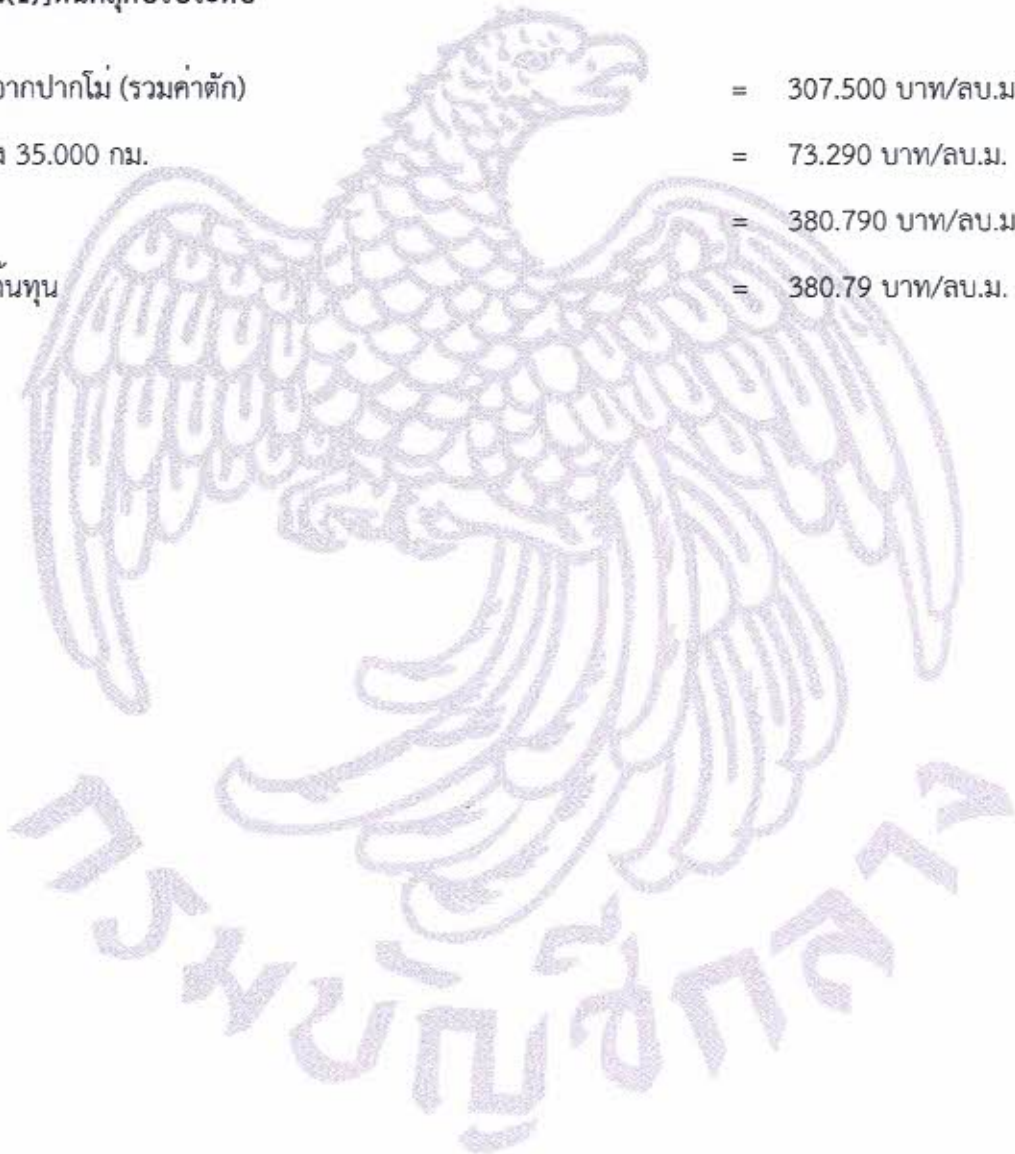 อากปากโม่ (รวมค่าตัก) = 307.500 บาท/ลบ.ม
ง 35.000 กม. = 73.290 บาท/ลบ.ม.
= 380.790 บาท/ลบ.ม
ต้นทุน = 380.79 บาท/ลบ.ม.
กรมบัญชีกลาง